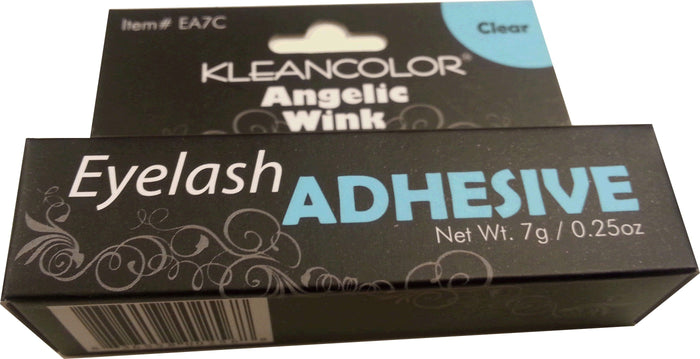 Item# EA7C
Clear
KLEANCOLOR®
Angelic
Wink
Eyelash
ADHESIVE
Net Wt. 7g / 0.25oz